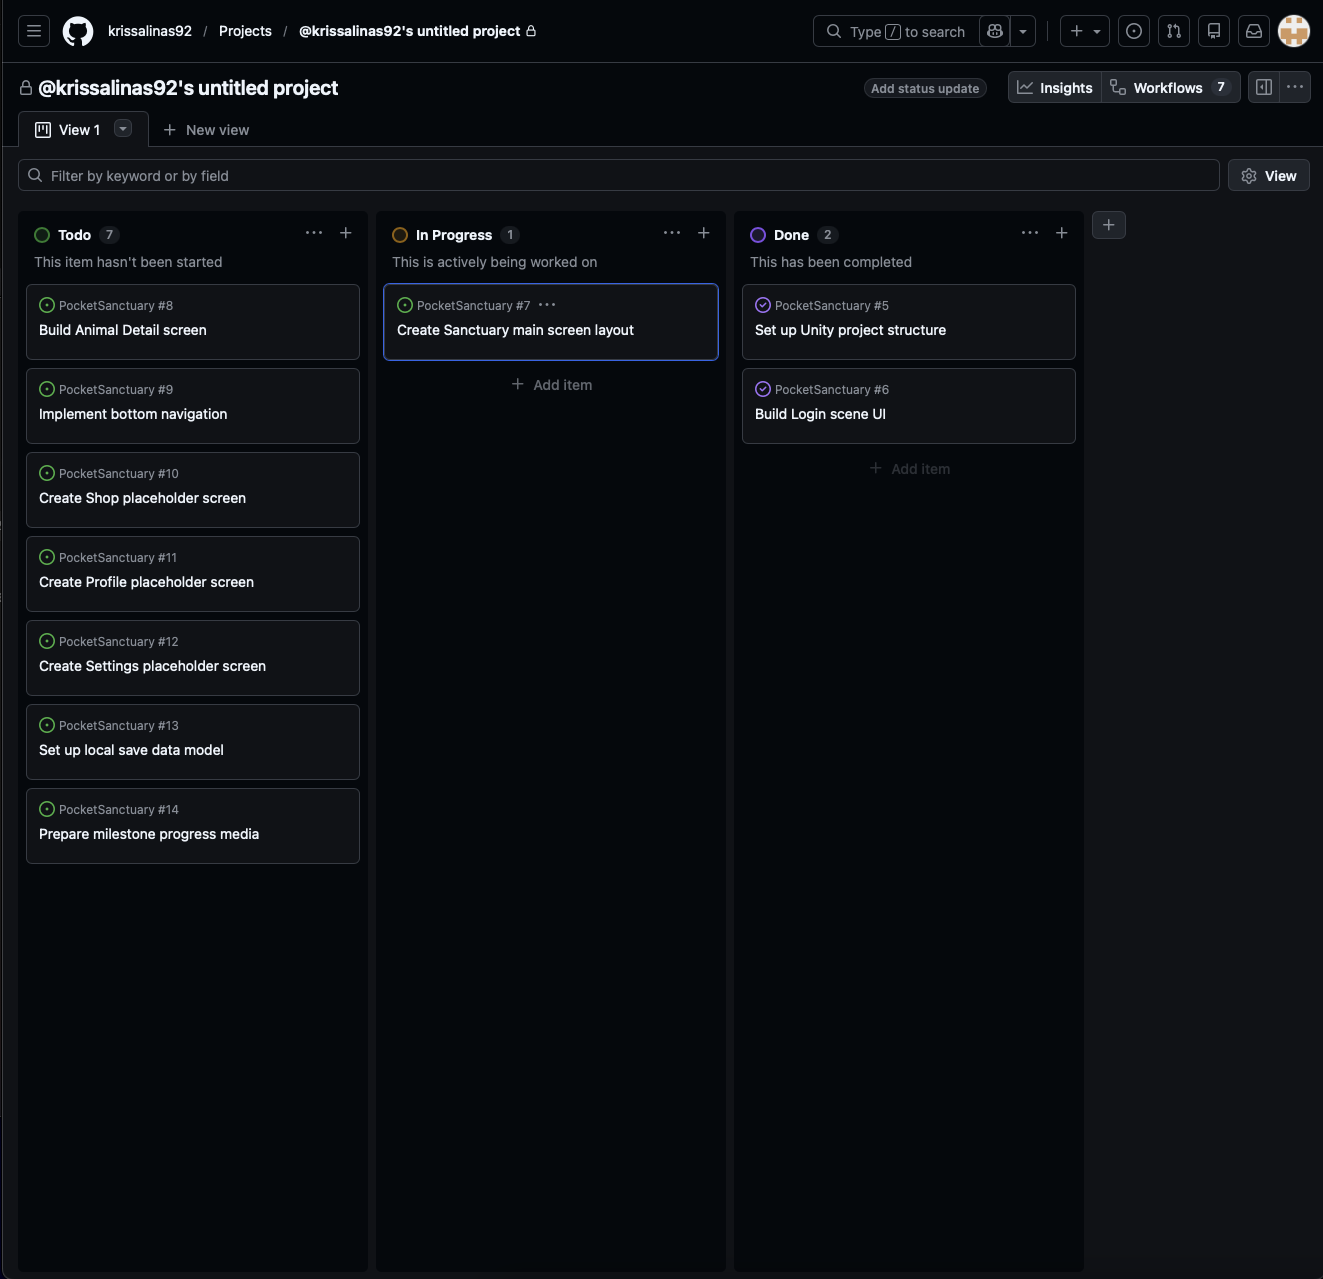 krissalinas92 / Projects / @krissalinas92's untitled project
Type / to search
@krissalinas92's untitled project
Add status update
Insights
Workflows 7
View 1
New view
Filter by keyword or by field
View
Todo 7
This item hasn't been started
PocketSanctuary #8
Build Animal Detail screen
PocketSanctuary #9
Implement bottom navigation
PocketSanctuary #10
Create Shop placeholder screen
PocketSanctuary #11
Create Profile placeholder screen
PocketSanctuary #12
Create Settings placeholder screen
PocketSanctuary #13
Set up local save data model
PocketSanctuary #14
Prepare milestone progress media
In Progress 1
This is actively being worked on
PocketSanctuary #7
Create Sanctuary main screen layout
Add item
Done 2
This has been completed
PocketSanctuary #5
Set up Unity project structure
PocketSanctuary #6
Build Login scene UI
Add item